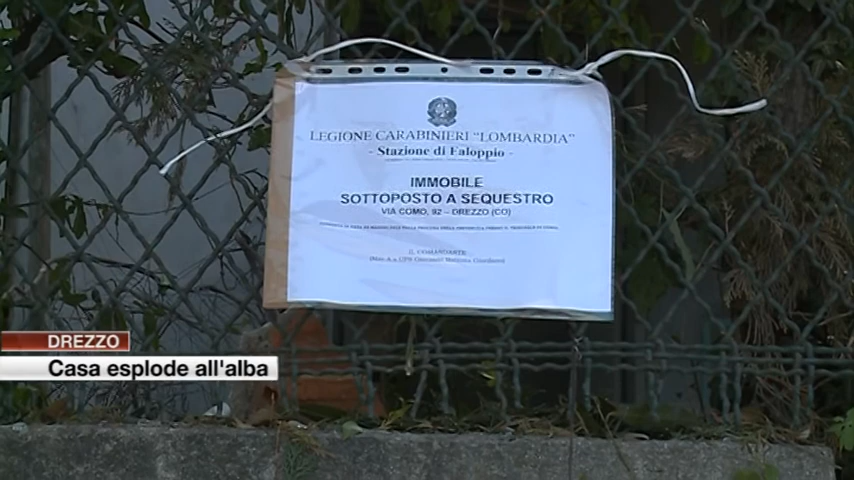 LEGIONE CARABINIERI "LOMBARDIA"
- Stazione di Faloppio -
IMMOBILE
SOTTOPOSTO A SEQUESTRO
VIA COMO, 92 – DREZZO (CO)
IL COMANDANTE
DREZZO
Casa esplode all'alba